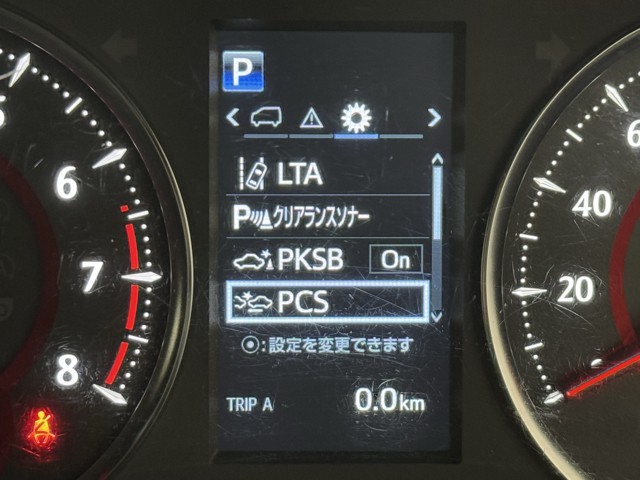 P
LTA
P クリアランスソナー
PKSB On
PCS
⦿:設定を変更できます
TRIP A 0.0km
6
7
8
40
20